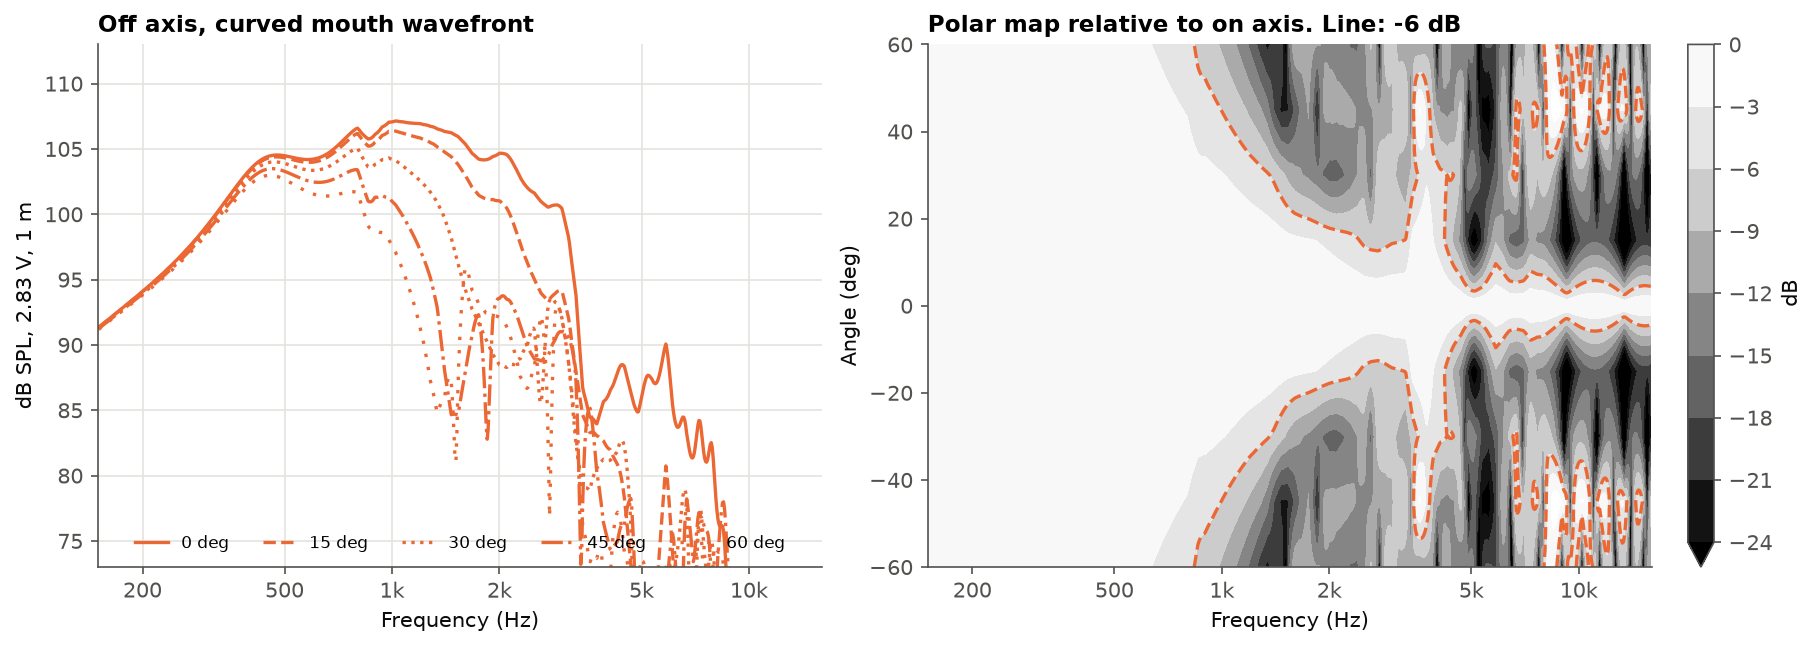 Off axis, curved mouth wavefront
110
105
100
95
90
85
80
75
dB SPL, 2.83 V, 1 m
0 deg
15 deg
30 deg
45 deg
60 deg
200
500
1k
2k
5k
10k
Frequency (Hz)
Polar map relative to on axis. Line: -6 dB
60
40
20
0
−20
−40
−60
Angle (deg)
200
500
1k
2k
5k
10k
Frequency (Hz)
0
−3
−6
−9
−12
−15
−18
−21
−24
dB